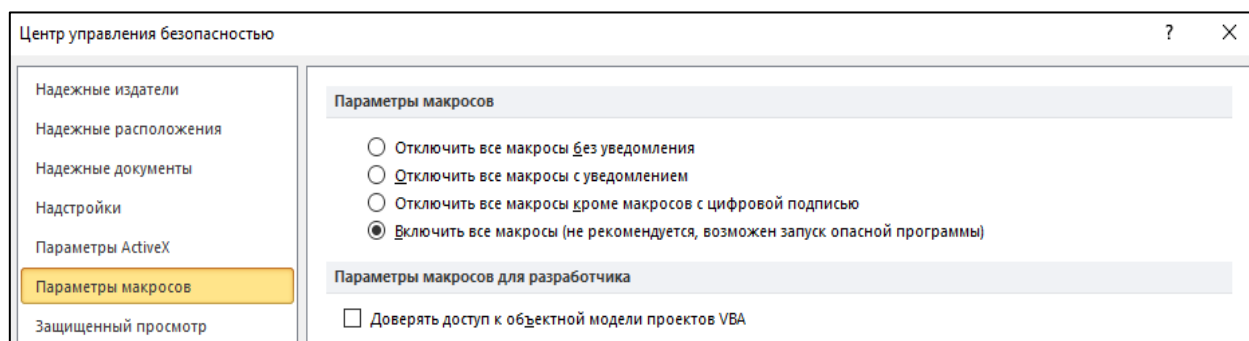 Центр управления безопасностью
?
Надежные издатели
Надежные расположения
Надежные документы
Надстройки
Параметры ActiveX
Параметры макросов
Защищенный просмотр
Параметры макросов
Отключить все макросы без уведомления
Отключить все макросы с уведомлением
Отключить все макросы кроме макросов с цифровой подписью
Включить все макросы (не рекомендуется, возможен запуск опасной программы)
Параметры макросов для разработчика
Доверять доступ к объектной модели проектов VBA